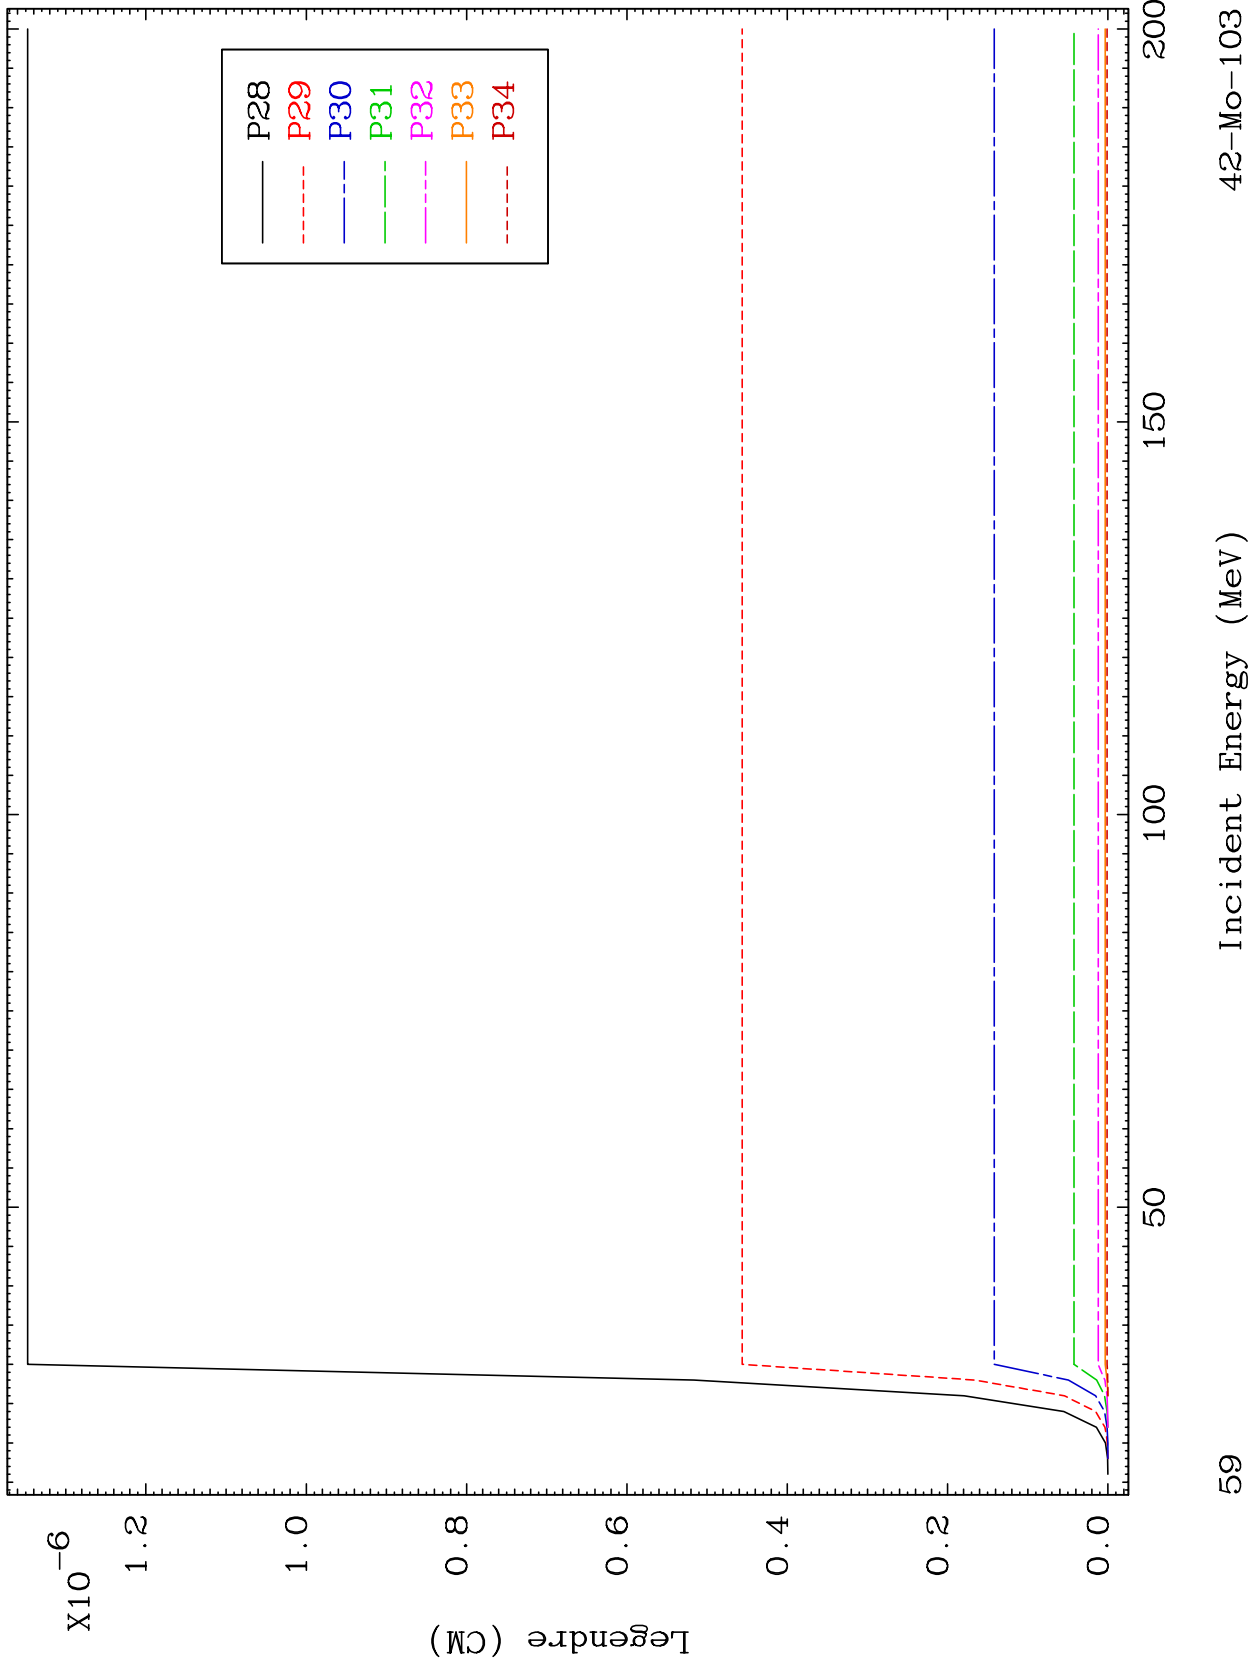 X10-6
1.2
1.0
0.8
0.6
0.4
0.2
0.0
Legendre (CM)
P28
P29
P30
P31
P32
P33
P34
50
100
150
200
Incident Energy (MeV)
59
42-Mo-103